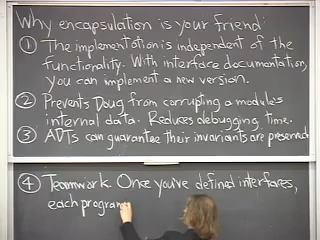 Why encapsulation is your friend:
① The implementation is independent of the
functionality. With interface documentation,
you can implement a new version.
② Prevents Doug from corrupting a module's
internal data. Reduces debugging time.
③ ADTs can guarantee their invariants are preserved
④ Teamwork. Once you've defined interfaces,
each program